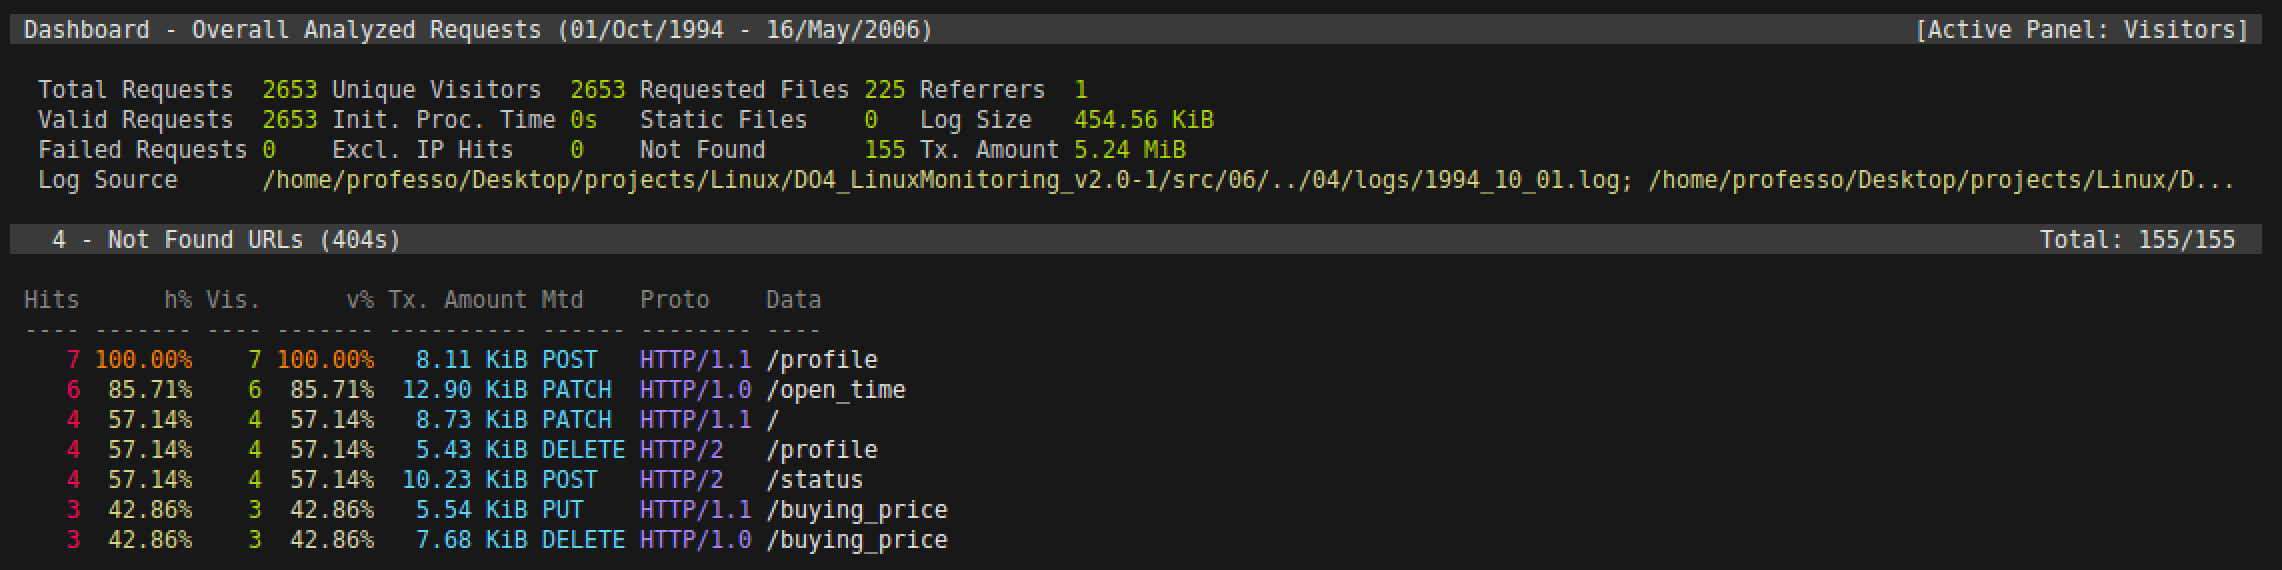 Dashboard - Overall Analyzed Requests (01/Oct/1994 - 16/May/2006) [Active Panel: Visitors]
Total Requests 2653 Unique Visitors 2653 Requested Files 225 Referrers 1
Valid Requests 2653 Init. Proc. Time 0s Static Files 0 Log Size 454.56 KiB
Failed Requests 0 Excl. IP Hits 0 Not Found 155 Tx. Amount 5.24 MiB
Log Source /home/professo/Desktop/projects/Linux/DO4_LinuxMonitoring_v2.0-1/src/06/../04/logs/1994_10_01.log; /home/professo/Desktop/projects/Linux/D...
4 - Not Found URLs (404s) Total: 155/155
Hits h% Vis. v% Tx. Amount Mtd Proto Data
---- ------- ---- ------- ---------- ------ -------- ----
7 100.00% 7 100.00% 8.11 KiB POST HTTP/1.1 /profile
6 85.71% 6 85.71% 12.90 KiB PATCH HTTP/1.0 /open_time
4 57.14% 4 57.14% 8.73 KiB PATCH HTTP/1.1 /
4 57.14% 4 57.14% 5.43 KiB DELETE HTTP/2 /profile
4 57.14% 4 57.14% 10.23 KiB POST HTTP/2 /status
3 42.86% 3 42.86% 5.54 KiB PUT HTTP/1.1 /buying_price
3 42.86% 3 42.86% 7.68 KiB DELETE HTTP/1.0 /buying_price